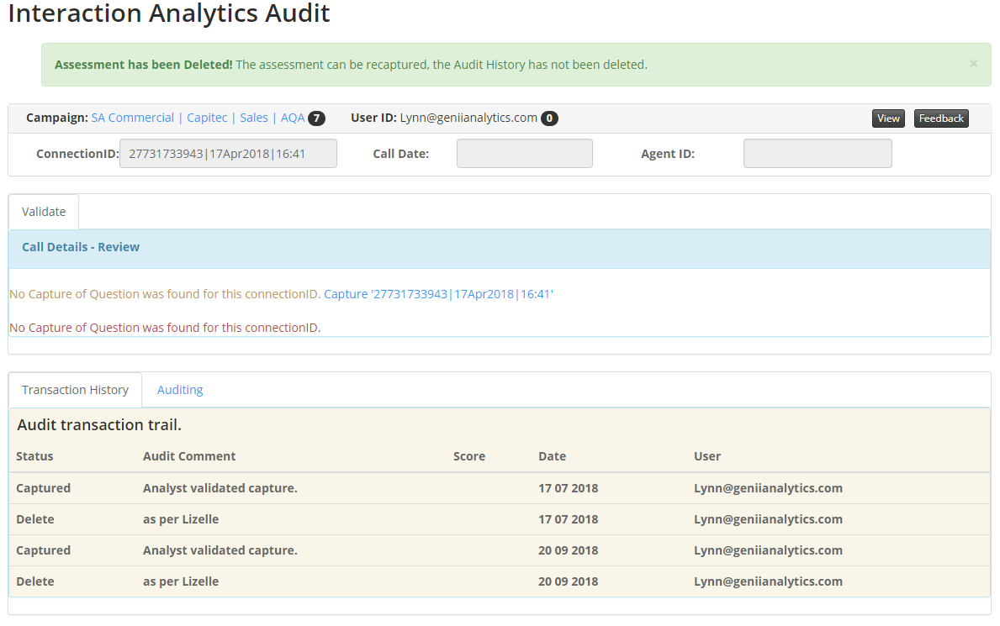 Interaction Analytics Audit
Assessment has been Deleted! The assessment can be recaptured, the Audit History has not been deleted. ×
Campaign: SA Commercial | Capitec | Sales | AQA 7 User ID: Lynn@geniianalytics.com 0 View Feedback
ConnectionID: 27731733943|17Apr2018|16:41 Call Date: Agent ID:
Validate
Call Details - Review
No Capture of Question was found for this connectionID. Capture '27731733943|17Apr2018|16:41'
No Capture of Question was found for this connectionID.
Transaction History Auditing
Audit transaction trail.
Status Audit Comment Score Date User
Captured Analyst validated capture. 17 07 2018 Lynn@geniianalytics.com
Delete as per Lizelle 17 07 2018 Lynn@geniianalytics.com
Captured Analyst validated capture. 20 09 2018 Lynn@geniianalytics.com
Delete as per Lizelle 20 09 2018 Lynn@geniianalytics.com